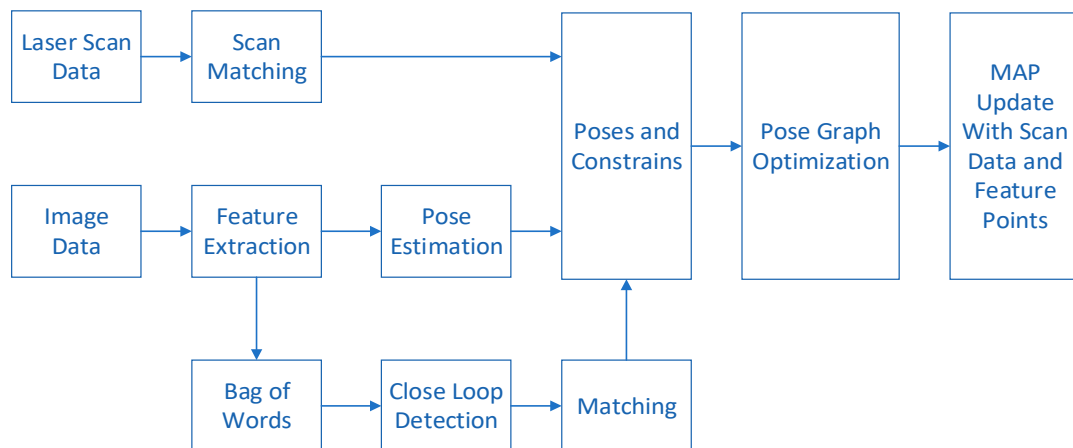 Laser Scan
Data
Scan
Matching
Poses and
Constrains
Pose Graph
Optimization
MAP
Update
With Scan
Data and
Feature
Points
Image
Data
Feature
Extraction
Pose
Estimation
Bag of
Words
Close Loop
Detection
Matching